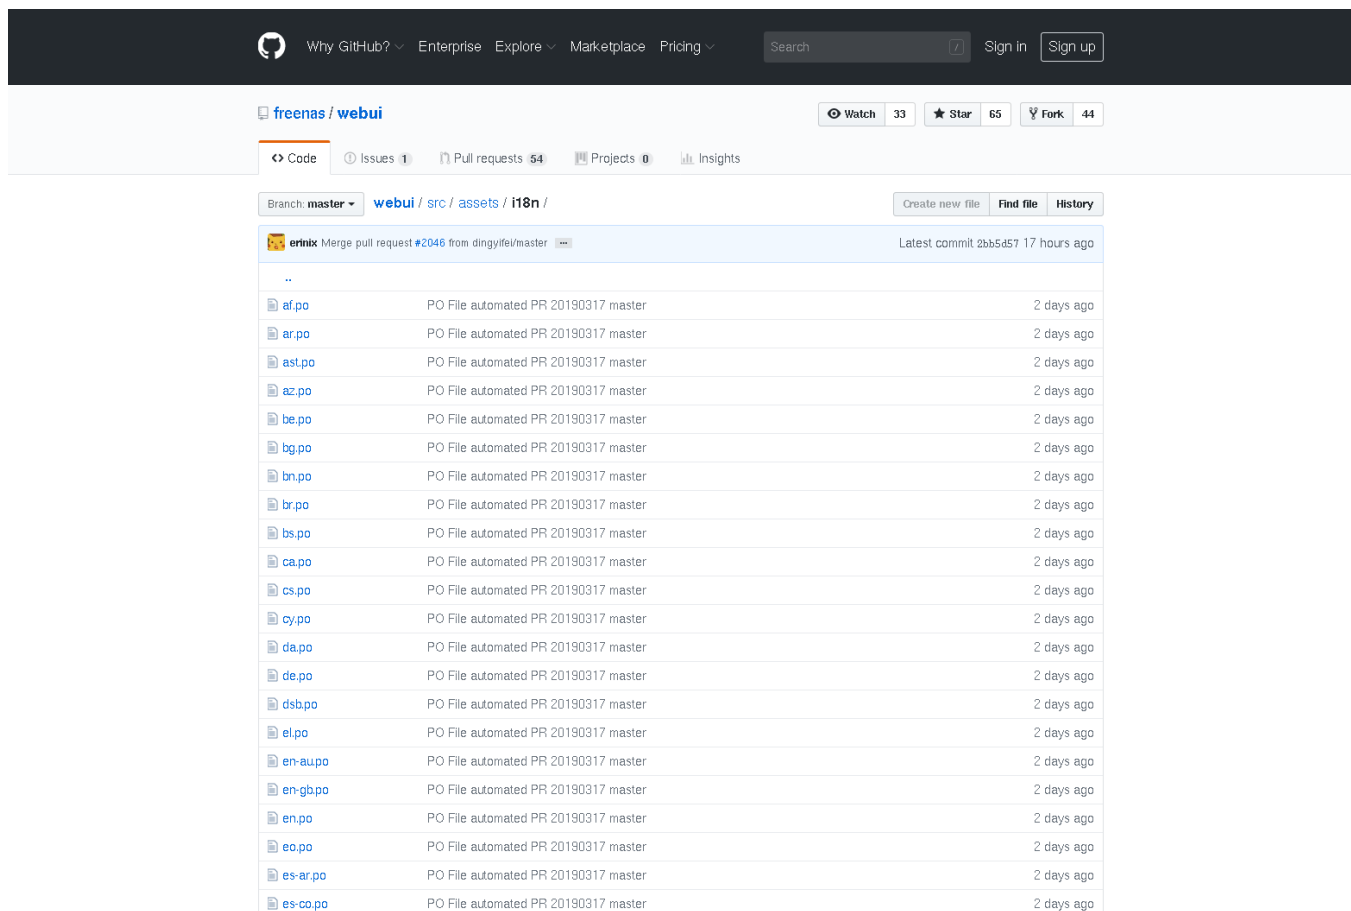 Why GitHub? Enterprise Explore Marketplace Pricing Search / Sign in Sign up
freenas / webui Watch 33 Star 65 Fork 44
Code Issues 1 Pull requests 54 Projects 0 Insights
Branch: master webui / src / assets / i18n / Create new file Find file History
erinix Merge pull request #2046 from dingyifei/master ... Latest commit 2bb5d57 17 hours ago
..
af.po PO File automated PR 20190317 master 2 days ago
ar.po PO File automated PR 20190317 master 2 days ago
ast.po PO File automated PR 20190317 master 2 days ago
az.po PO File automated PR 20190317 master 2 days ago
be.po PO File automated PR 20190317 master 2 days ago
bg.po PO File automated PR 20190317 master 2 days ago
bn.po PO File automated PR 20190317 master 2 days ago
br.po PO File automated PR 20190317 master 2 days ago
bs.po PO File automated PR 20190317 master 2 days ago
ca.po PO File automated PR 20190317 master 2 days ago
cs.po PO File automated PR 20190317 master 2 days ago
cy.po PO File automated PR 20190317 master 2 days ago
da.po PO File automated PR 20190317 master 2 days ago
de.po PO File automated PR 20190317 master 2 days ago
dsb.po PO File automated PR 20190317 master 2 days ago
el.po PO File automated PR 20190317 master 2 days ago
en-au.po PO File automated PR 20190317 master 2 days ago
en-gb.po PO File automated PR 20190317 master 2 days ago
en.po PO File automated PR 20190317 master 2 days ago
eo.po PO File automated PR 20190317 master 2 days ago
es-ar.po PO File automated PR 20190317 master 2 days ago
es-co.po PO File automated PR 20190317 master 2 days ago